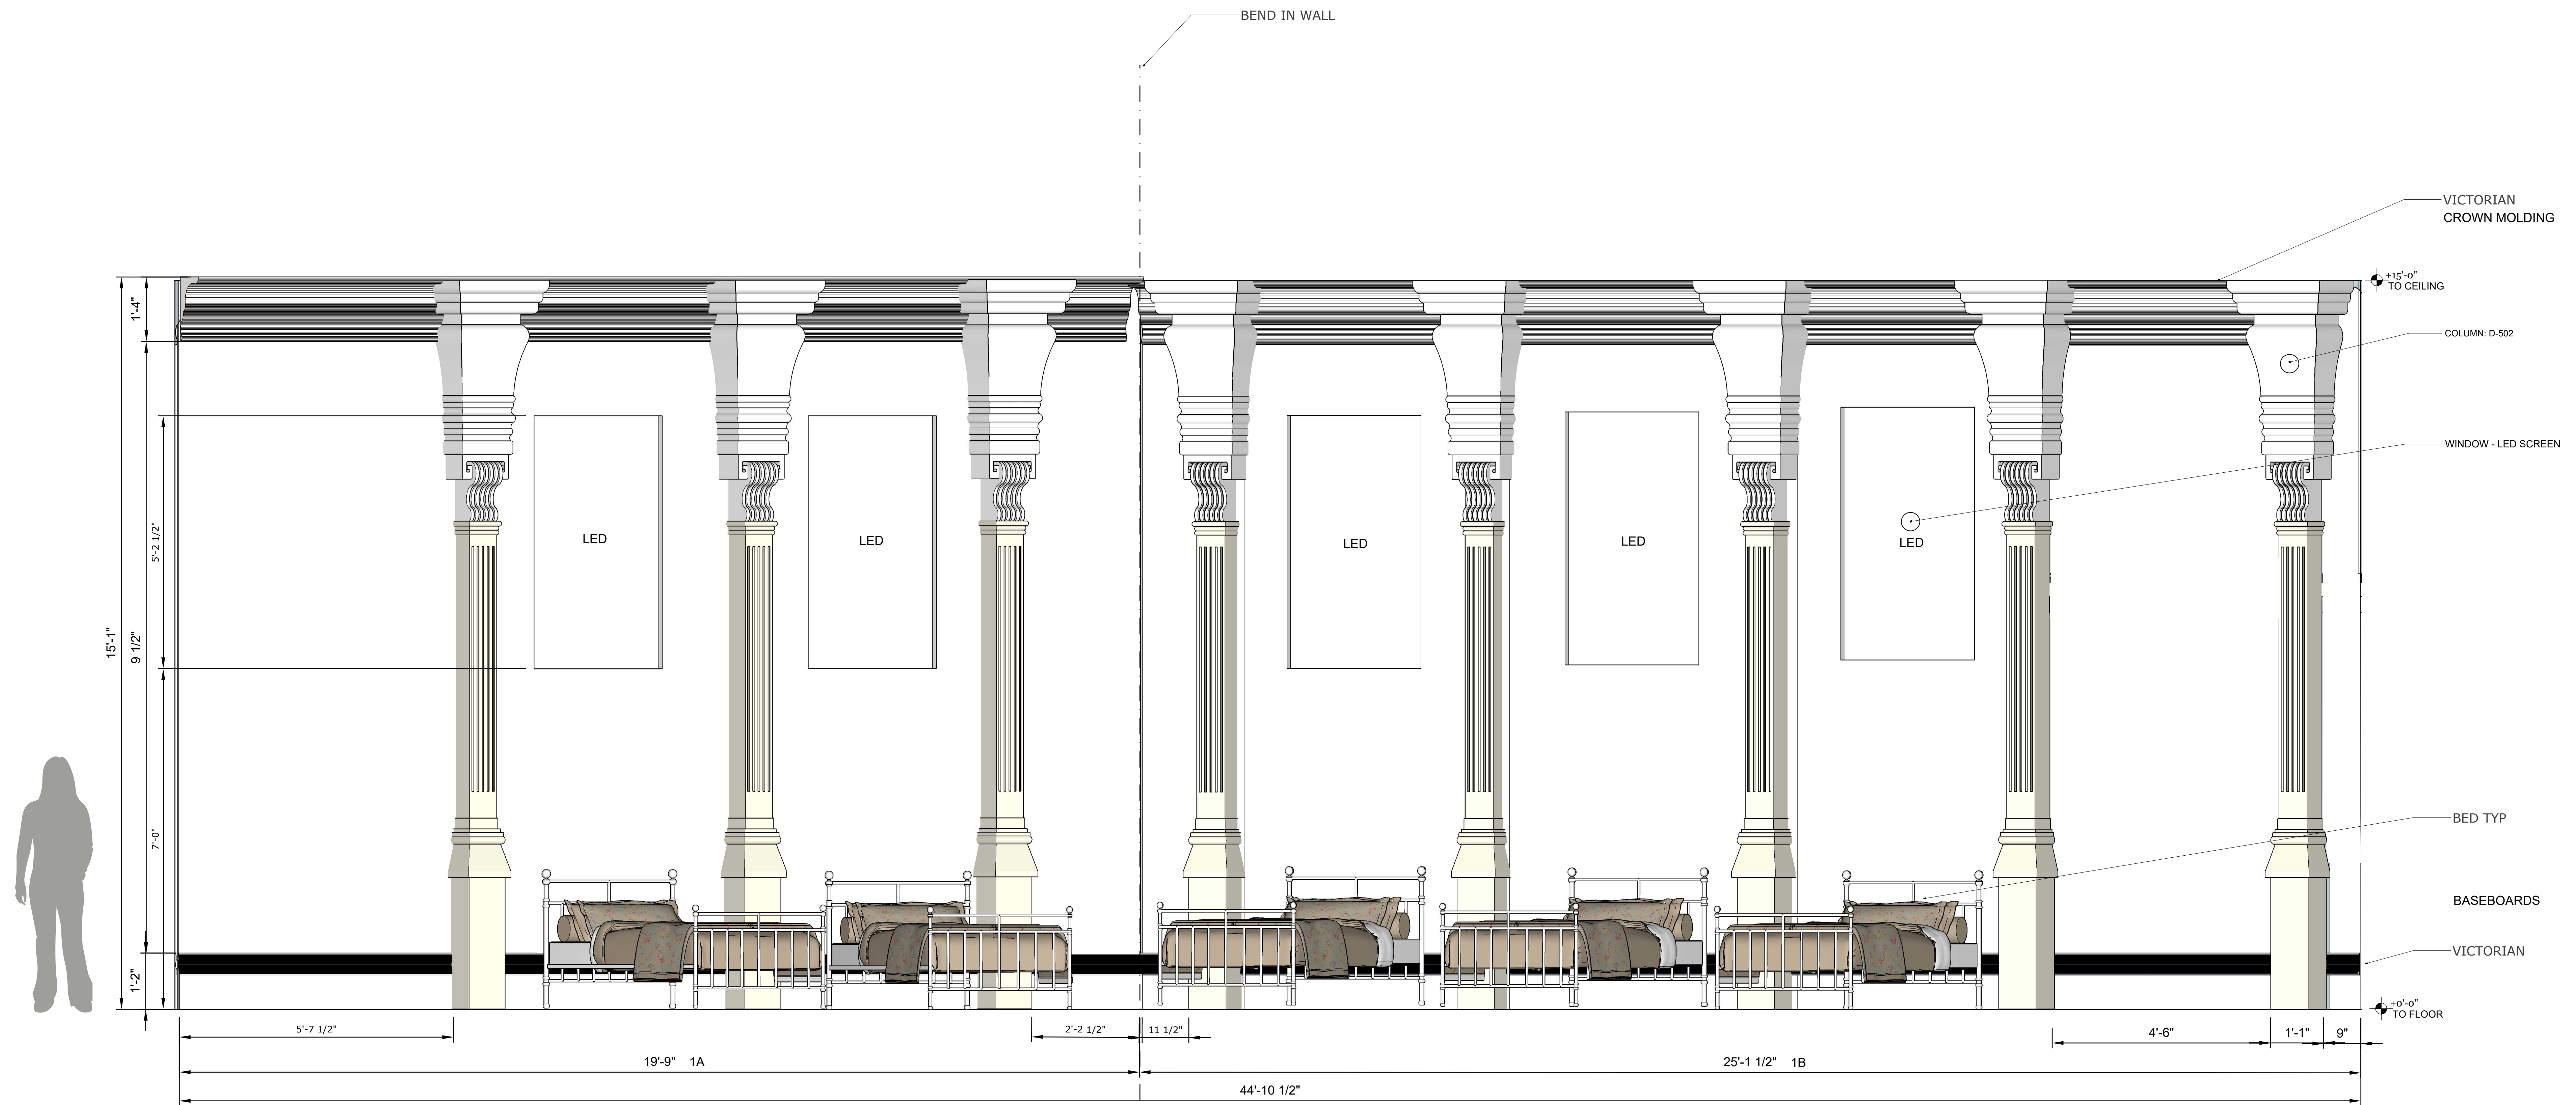 BEND IN WALL
VICTORIAN
CROWN MOLDING
+15'-0"
TO CEILING
COLUMN: D-502
WINDOW - LED SCREEN
1'-4"
5'-2 1/2"
15'-1"
9 1/2"
7'-0"
1'-2"
LED
LED
LED
LED
LED
BED TYP
BASEBOARDS
VICTORIAN
+0'-0"
TO FLOOR
5'-7 1/2"
2'-2 1/2"
11 1/2"
4'-6"
1'-1"
9"
19'-9" 1A
25'-1 1/2" 1B
44'-10 1/2"